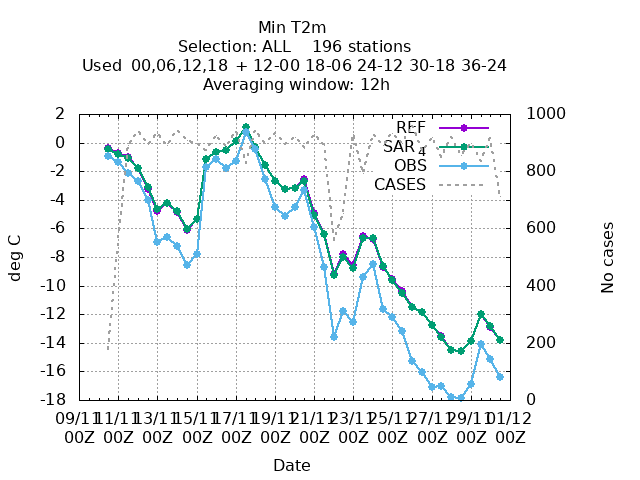 Min T2m
Selection: ALL    196 stations
Used  00,06,12,18 + 12-00 18-06 24-12 30-18 36-24
Averaging window: 12h
2
0
-2
-4
-6
-8
-10
-12
-14
-16
-18
deg C
1000
800
600
400
200
0
No cases
REF
SAR_4
OBS
CASES
09/11 11/11 13/11 15/11 17/11 19/11 21/11 23/11 25/11 27/11 29/11 01/12
00Z 00Z 00Z 00Z 00Z 00Z 00Z 00Z 00Z 00Z 00Z 00Z
Date